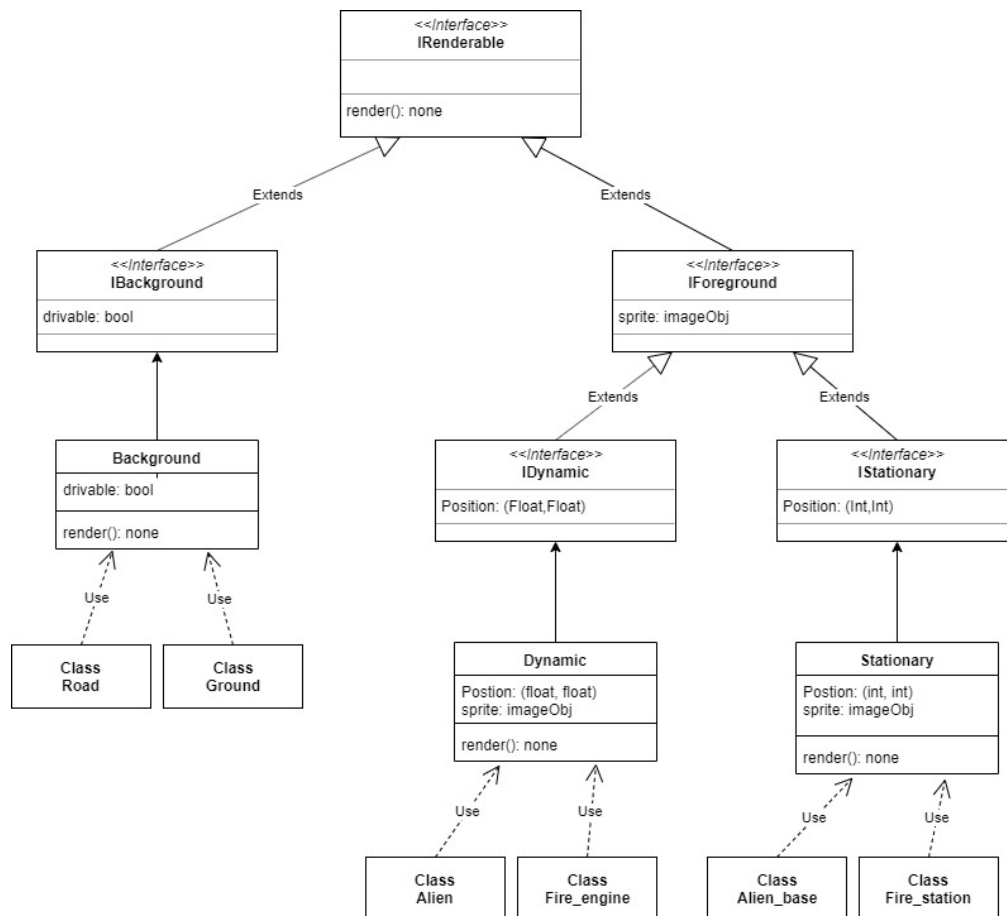 <<Interface>>
IRenderable
render(): none
Extends
Extends
<<Interface>>
IBackground
drivable: bool
<<Interface>>
IForeground
sprite: imageObj
Extends
Extends
Background
drivable: bool
render(): none
<<Interface>>
IDynamic
Position: (Float,Float)
<<Interface>>
IStationary
Position: (Int,Int)
Use
Use
Class
Road
Class
Ground
Dynamic
Postion: (float, float)
sprite: imageObj
render(): none
Stationary
Postion: (int, int)
sprite: imageObj
render(): none
Use
Use
Use
Use
Class
Alien
Class
Fire_engine
Class
Alien_base
Class
Fire_station